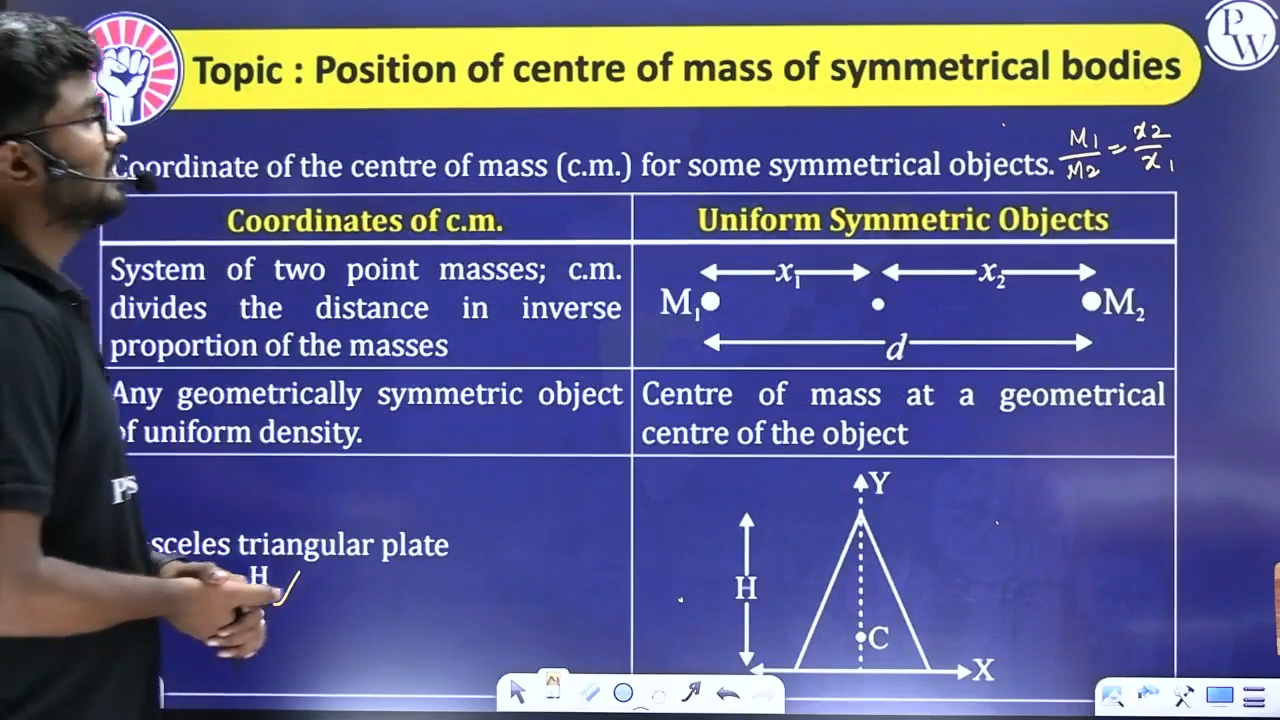 PW
Topic : Position of centre of mass of symmetrical bodies
Coordinate of the centre of mass (c.m.) for some symmetrical objects.
M1/M2 = x2/x1
Coordinates of c.m.
Uniform Symmetric Objects
System of two point masses; c.m.
divides the distance in inverse
proportion of the masses
x₁ x₂
M₁ M₂
d
Any geometrically symmetric object
of uniform density.
Centre of mass at a geometrical
centre of the object
sceles triangular plate
H
Y
H
C
X
Ps